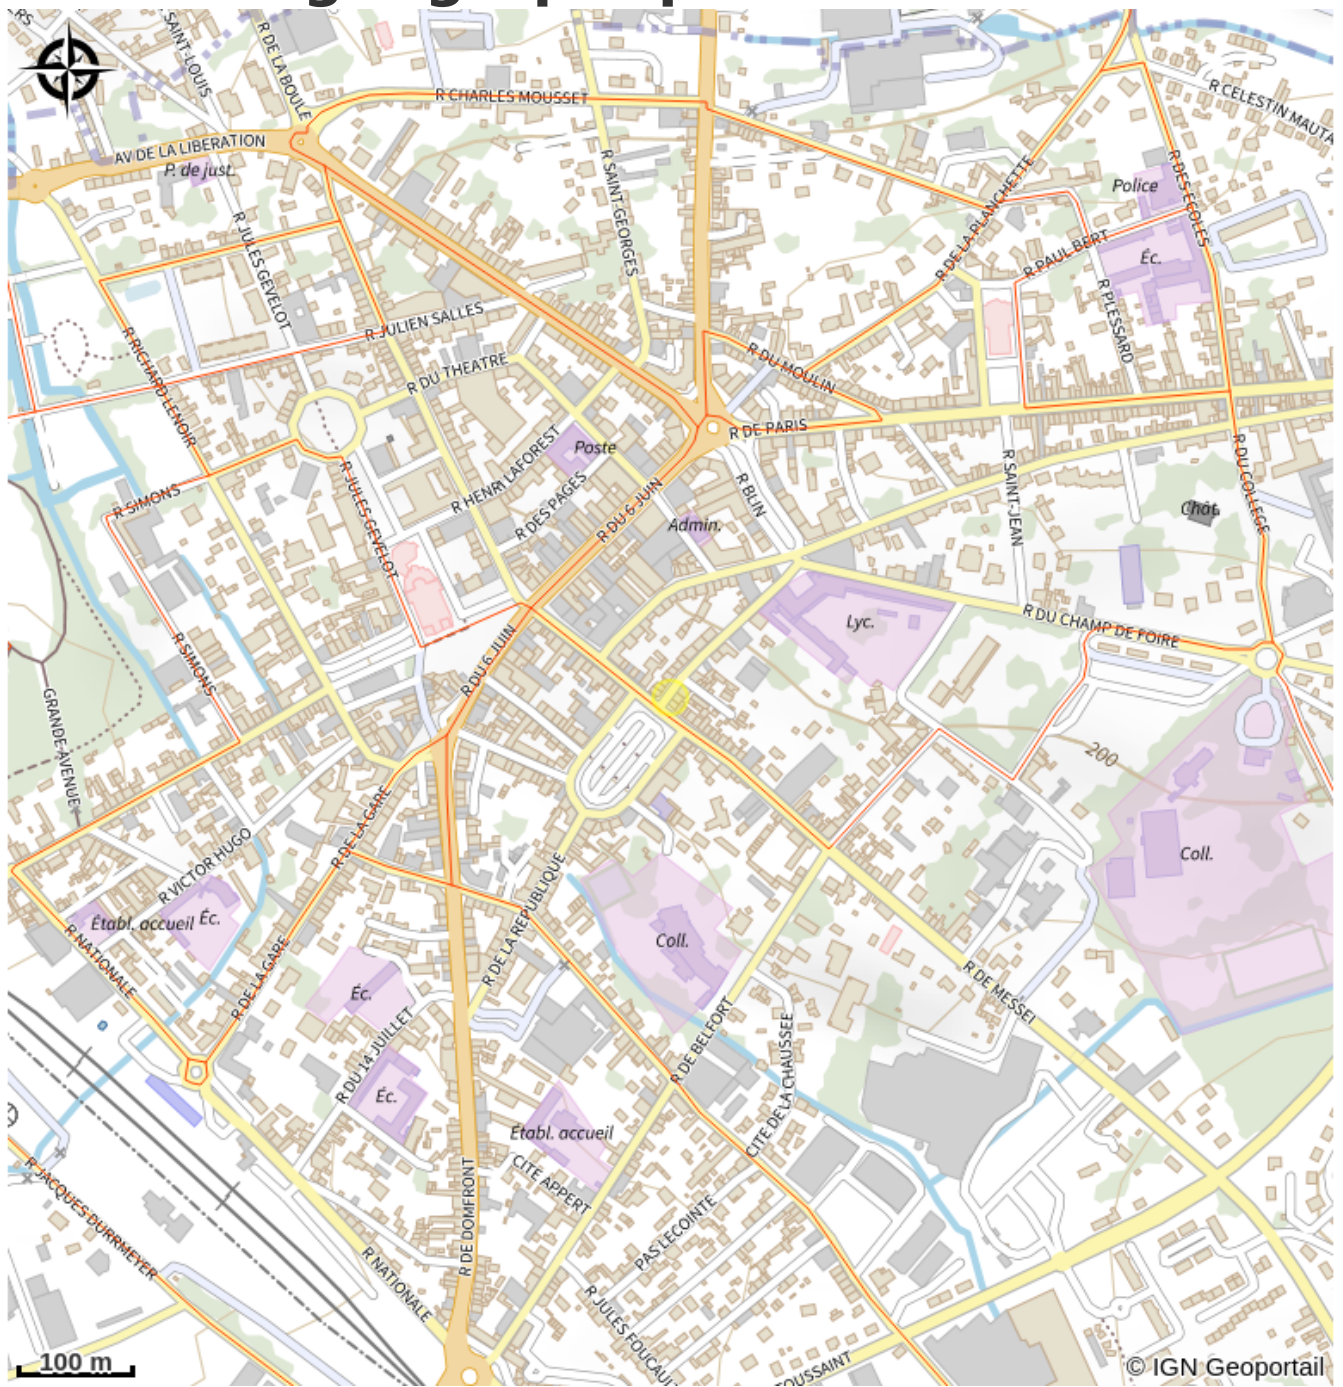 RS
SAINT-LOUIS
R DE LA BOULE
R CHARLES MOUSSET
R CELESTIN MAUTA
AV DE LA LIBERATION
P. de just.
R SAINT-GEORGES
R DE LA PLANCHETTE
Police
R DES ECOLES
R JULES GEVELOT
R PAUL BERT
Éc.
R PLESSARD
R RICHARD LENOIR
R JULIEN SALLES
R DU THEATRE
R DU MOULIN
R DE PARIS
Poste
R HENRI LAFOREST
R DES PAGES
R DU 6 JUIN
R BLIN
Admin.
R SAINT-JEAN
R DU COLLEGE
Chât.
R SIMONS
R JULES GEVELOT
Lyc.
R DU CHAMP DE FOIRE
R SIMONS
R DU 6 JUIN
GRANDE AVENUE
200
R DE LA GARE
R VICTOR HUGO
Coll.
Établ. accueil
Éc.
R NATIONALE
R DE LA REPUBLIQUE
Coll.
R DE LA GARE
R DE MESSEI
Éc.
R DU 14 JUILLET
R DE BELFORT
CITE DE LA CHAUSSEE
Éc.
Établ. accueil
CITE APPERT
R JACQUES DURRMEYER
R DE DOMFRONT
PAS LECOINTE
R NATIONALE
R JULES FOUCAUL
TOUSSAINT
100 m
© IGN Geoportail